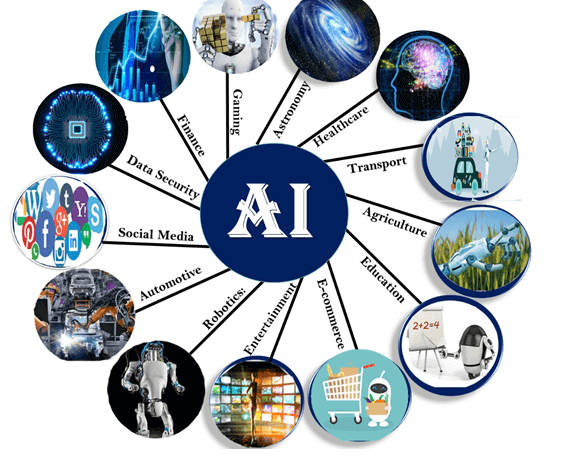 AI
Gaming
Astronomy
Healthcare
Transport
Agriculture
Education
2+2=4
E-commerce
Entertainment
Robotics:
Automotive
Social Media
Data Security
Finance